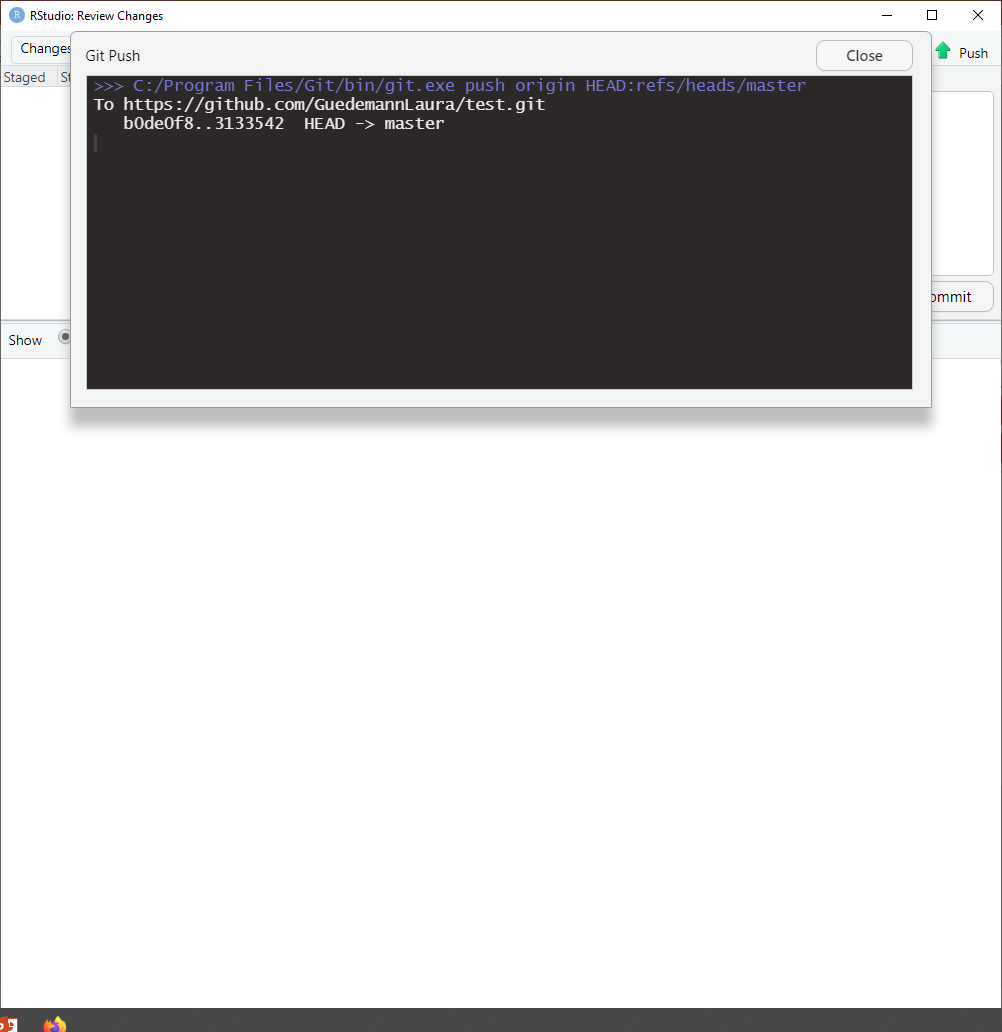 RStudio: Review Changes
Changes
Git Push
Close
Push
Staged
>>> C:/Program Files/Git/bin/git.exe push origin HEAD:refs/heads/master
To https://github.com/GuedemannLaura/test.git
b0de0f8..3133542 HEAD -> master
Show